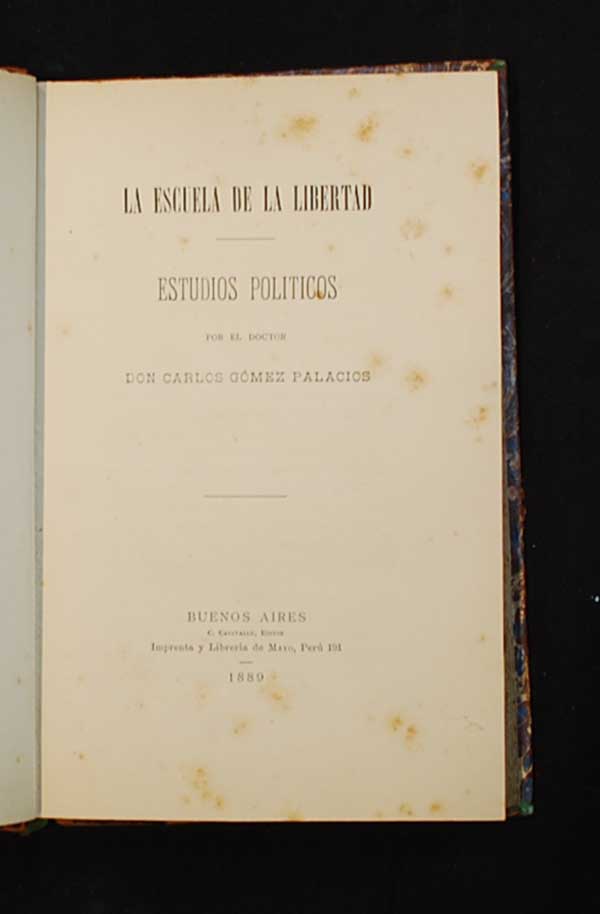 LA ESCUELA DE LA LIBERTAD
ESTUDIOS POLITICOS
POR EL DOCTOR
DON CARLOS GÓMEZ PALACIOS
BUENOS AIRES
C. CASAVALLE, EDITOR
Imprenta y Librería de MAYO, Perú 191
1889